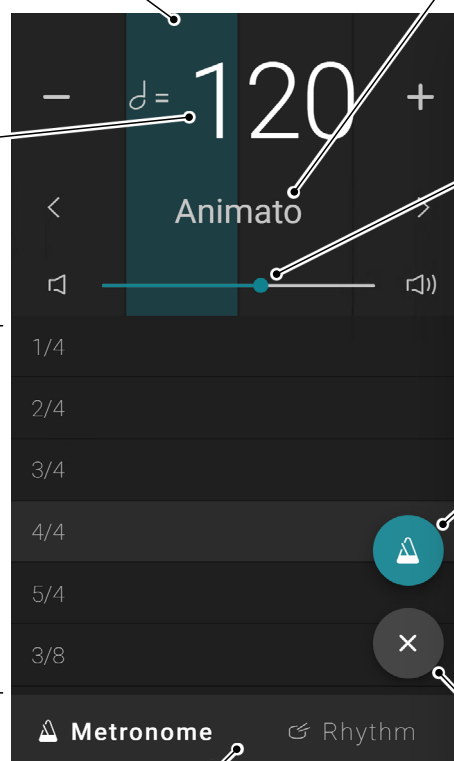 − 𝅗𝅥 = 120 +
< Animato >
1/4
2/4
3/4
4/4
5/4
3/8
Metronome Rhythm